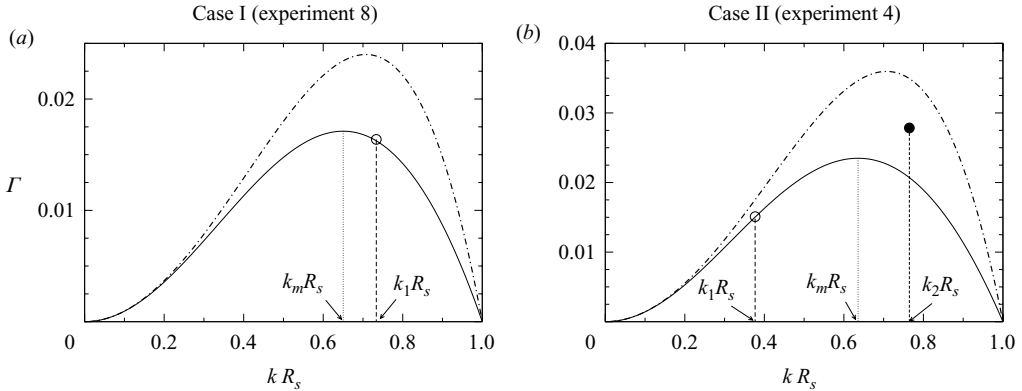 Case I (experiment 8)
Case II (experiment 4)
(a)
(b)
0.02
0.01
Γ
0
0.2
0.4
0.6
0.8
1.0
k R_s
k_mR_s
k_1R_s
0.04
0.03
0.02
0.01
0
0.2
0.4
0.6
0.8
1.0
k R_s
k_1R_s
k_mR_s
k_2R_s